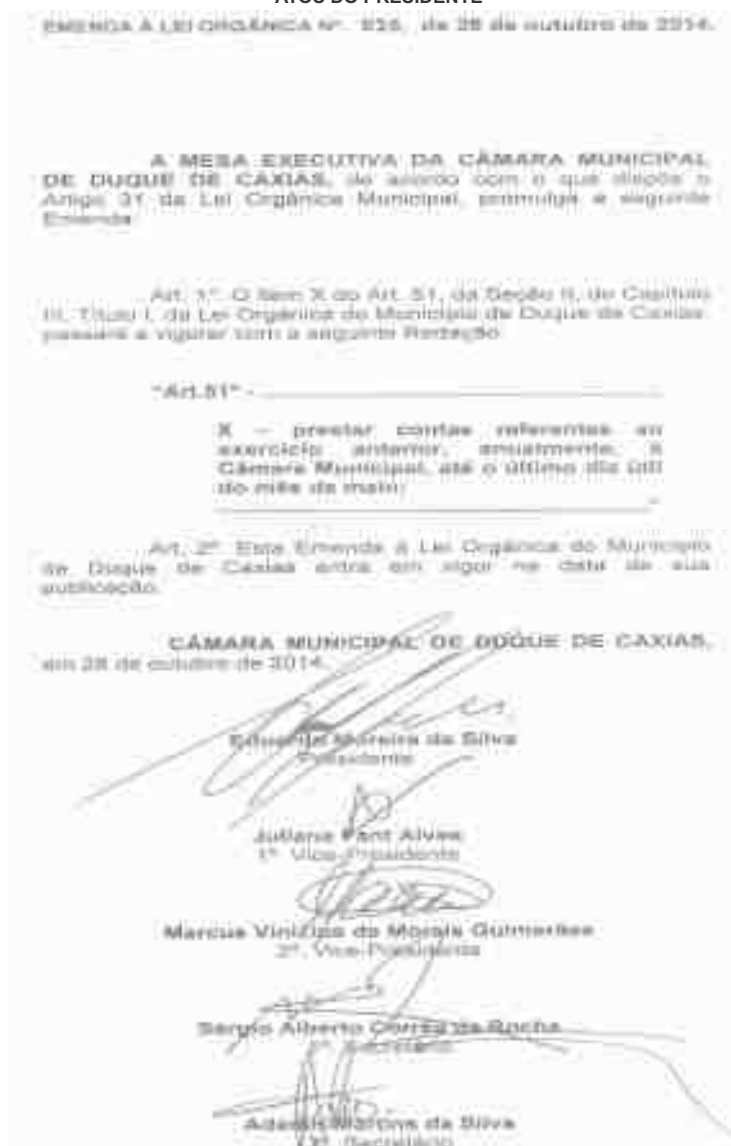 ATOS DO PRESIDENTE
EMENDA À LEI ORGÂNICA Nº. de 28 de outubro de 2014.
A MESA EXECUTIVA DA CÂMARA MUNICIPAL
DE DUQUE DE CAXIAS, de acordo com o que dispõe o
Artigo 31 da Lei Orgânica Municipal, promulga a seguinte
Emenda
Art. 1º. O Item X do Art. 51, da Seção II, do Capítulo
III, Título I, da Lei Orgânica do Município de Duque de Caxias,
passará a vigorar com a seguinte Redação
"Art.51" -
X – prestar contas referentes ao
exercício anterior, anualmente, à
Câmara Municipal, até o último dia útil
do mês de maio;
Art. 2º. Esta Emenda à Lei Orgânica do Município
de Duque de Caxias entra em vigor na data de sua
publicação.
CÂMARA MUNICIPAL DE DUQUE DE CAXIAS,
em 28 de outubro de 2014.
Eduardo Moreira da Silva
Presidente
Juliana Fant Alves
1º. Vice-Presidente
Marcus Vinícius de Morais Guimarães
2º. Vice-Presidente
Sergio Alberto Corrêa da Rocha
1º. Secretário
Martins da Silva
2º. Secretário